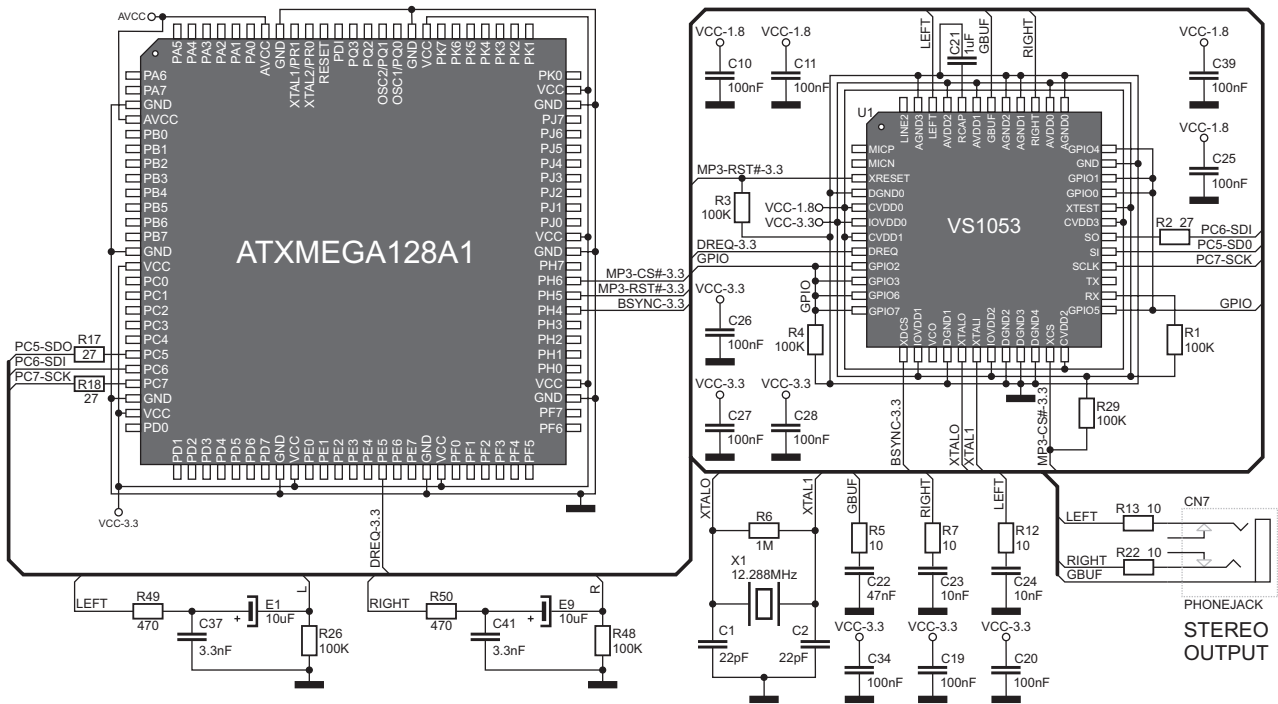 AVCC
PA5
PA4
PA3
PA2
PA1
PA0
AVCC
GND
XTAL1/PR1
XTAL2/PR0
RESET
PDI
PQ3
PQ2
OSC2/PQ1
OSC1/PQ0
GND
VCC
PK7
PK6
PK5
PK4
PK3
PK2
PK1
PA6
PA7
GND
AVCC
PB0
PB1
PB2
PB3
PB4
PB5
PB6
PB7
GND
VCC
PC0
PC1
PC2
PC3
PC4
PC5
PC6
PC7
GND
VCC
PD0
ATXMEGA128A1
PK0
VCC
GND
PJ7
PJ6
PJ5
PJ4
PJ3
PJ2
PJ1
PJ0
VCC
GND
PH7
PH6
PH5
PH4
PH3
PH2
PH1
PH0
VCC
GND
PF7
PF6
PD1
PD2
PD3
PD4
PD5
PD6
PD7
GND
VCC
PE0
PE1
PE2
PE3
PE4
PE5
PE6
PE7
GND
VCC
PF0
PF1
PF2
PF3
PF4
PF5
PC5-SDO
R17
27
PC6-SDI
PC7-SCK
R18
27
VCC-3.3
DREQ-3.3
MP3-CS#-3.3
MP3-RST#-3.3
BSYNC-3.3
LEFT
R49
470
C37
3.3nF
E1
10uF
+
L
R26
100K
RIGHT
R50
470
C41
3.3nF
E9
10uF
+
R
R48
100K
VCC-1.8
C10
100nF
VCC-1.8
C11
100nF
LEFT
C21
1uF
GBUF
RIGHT
VCC-1.8
C39
100nF
VCC-1.8
C25
100nF
U1
LINE2
AGND3
LEFT
AVDD2
RCAP
AVDD1
GBUF
AGND2
AGND1
RIGHT
AVDD0
AGND0
MICP
MICN
XRESET
DGND0
CVDD0
IOVDD0
CVDD1
DREQ
GPIO2
GPIO3
GPIO6
GPIO7
VS1053
GPIO4
GND
GPIO1
GPIO0
XTEST
CVDD3
SO
SI
SCLK
TX
RX
GPIO5
XDCS
IOVDD1
VCO
DGND1
XTALO
XTALI
IOVDD2
DGND2
DGND3
DGND4
XCS
CVDD2
MP3-RST#-3.3
R3
100K
VCC-1.8
VCC-3.3
DREQ-3.3
GPIO
GPIO
R4
100K
R2 27
PC6-SDI
PC5-SD0
PC7-SCK
GPIO
R1
100K
R29
100K
VCC-3.3
C26
100nF
VCC-3.3
C27
100nF
VCC-3.3
C28
100nF
BSYNC-3.3
XTALO
XTAL1
MP3-CS#-3.3
XTALO
XTAL1
R6
1M
X1
12.288MHz
C1
22pF
C2
22pF
GBUF
R5
10
C22
47nF
RIGHT
R7
10
C23
10nF
LEFT
R12
10
C24
10nF
VCC-3.3
C34
100nF
VCC-3.3
C19
100nF
VCC-3.3
C20
100nF
LEFT
R13 10
RIGHT
R22 10
GBUF
CN7
PHONEJACK
STEREO
OUTPUT